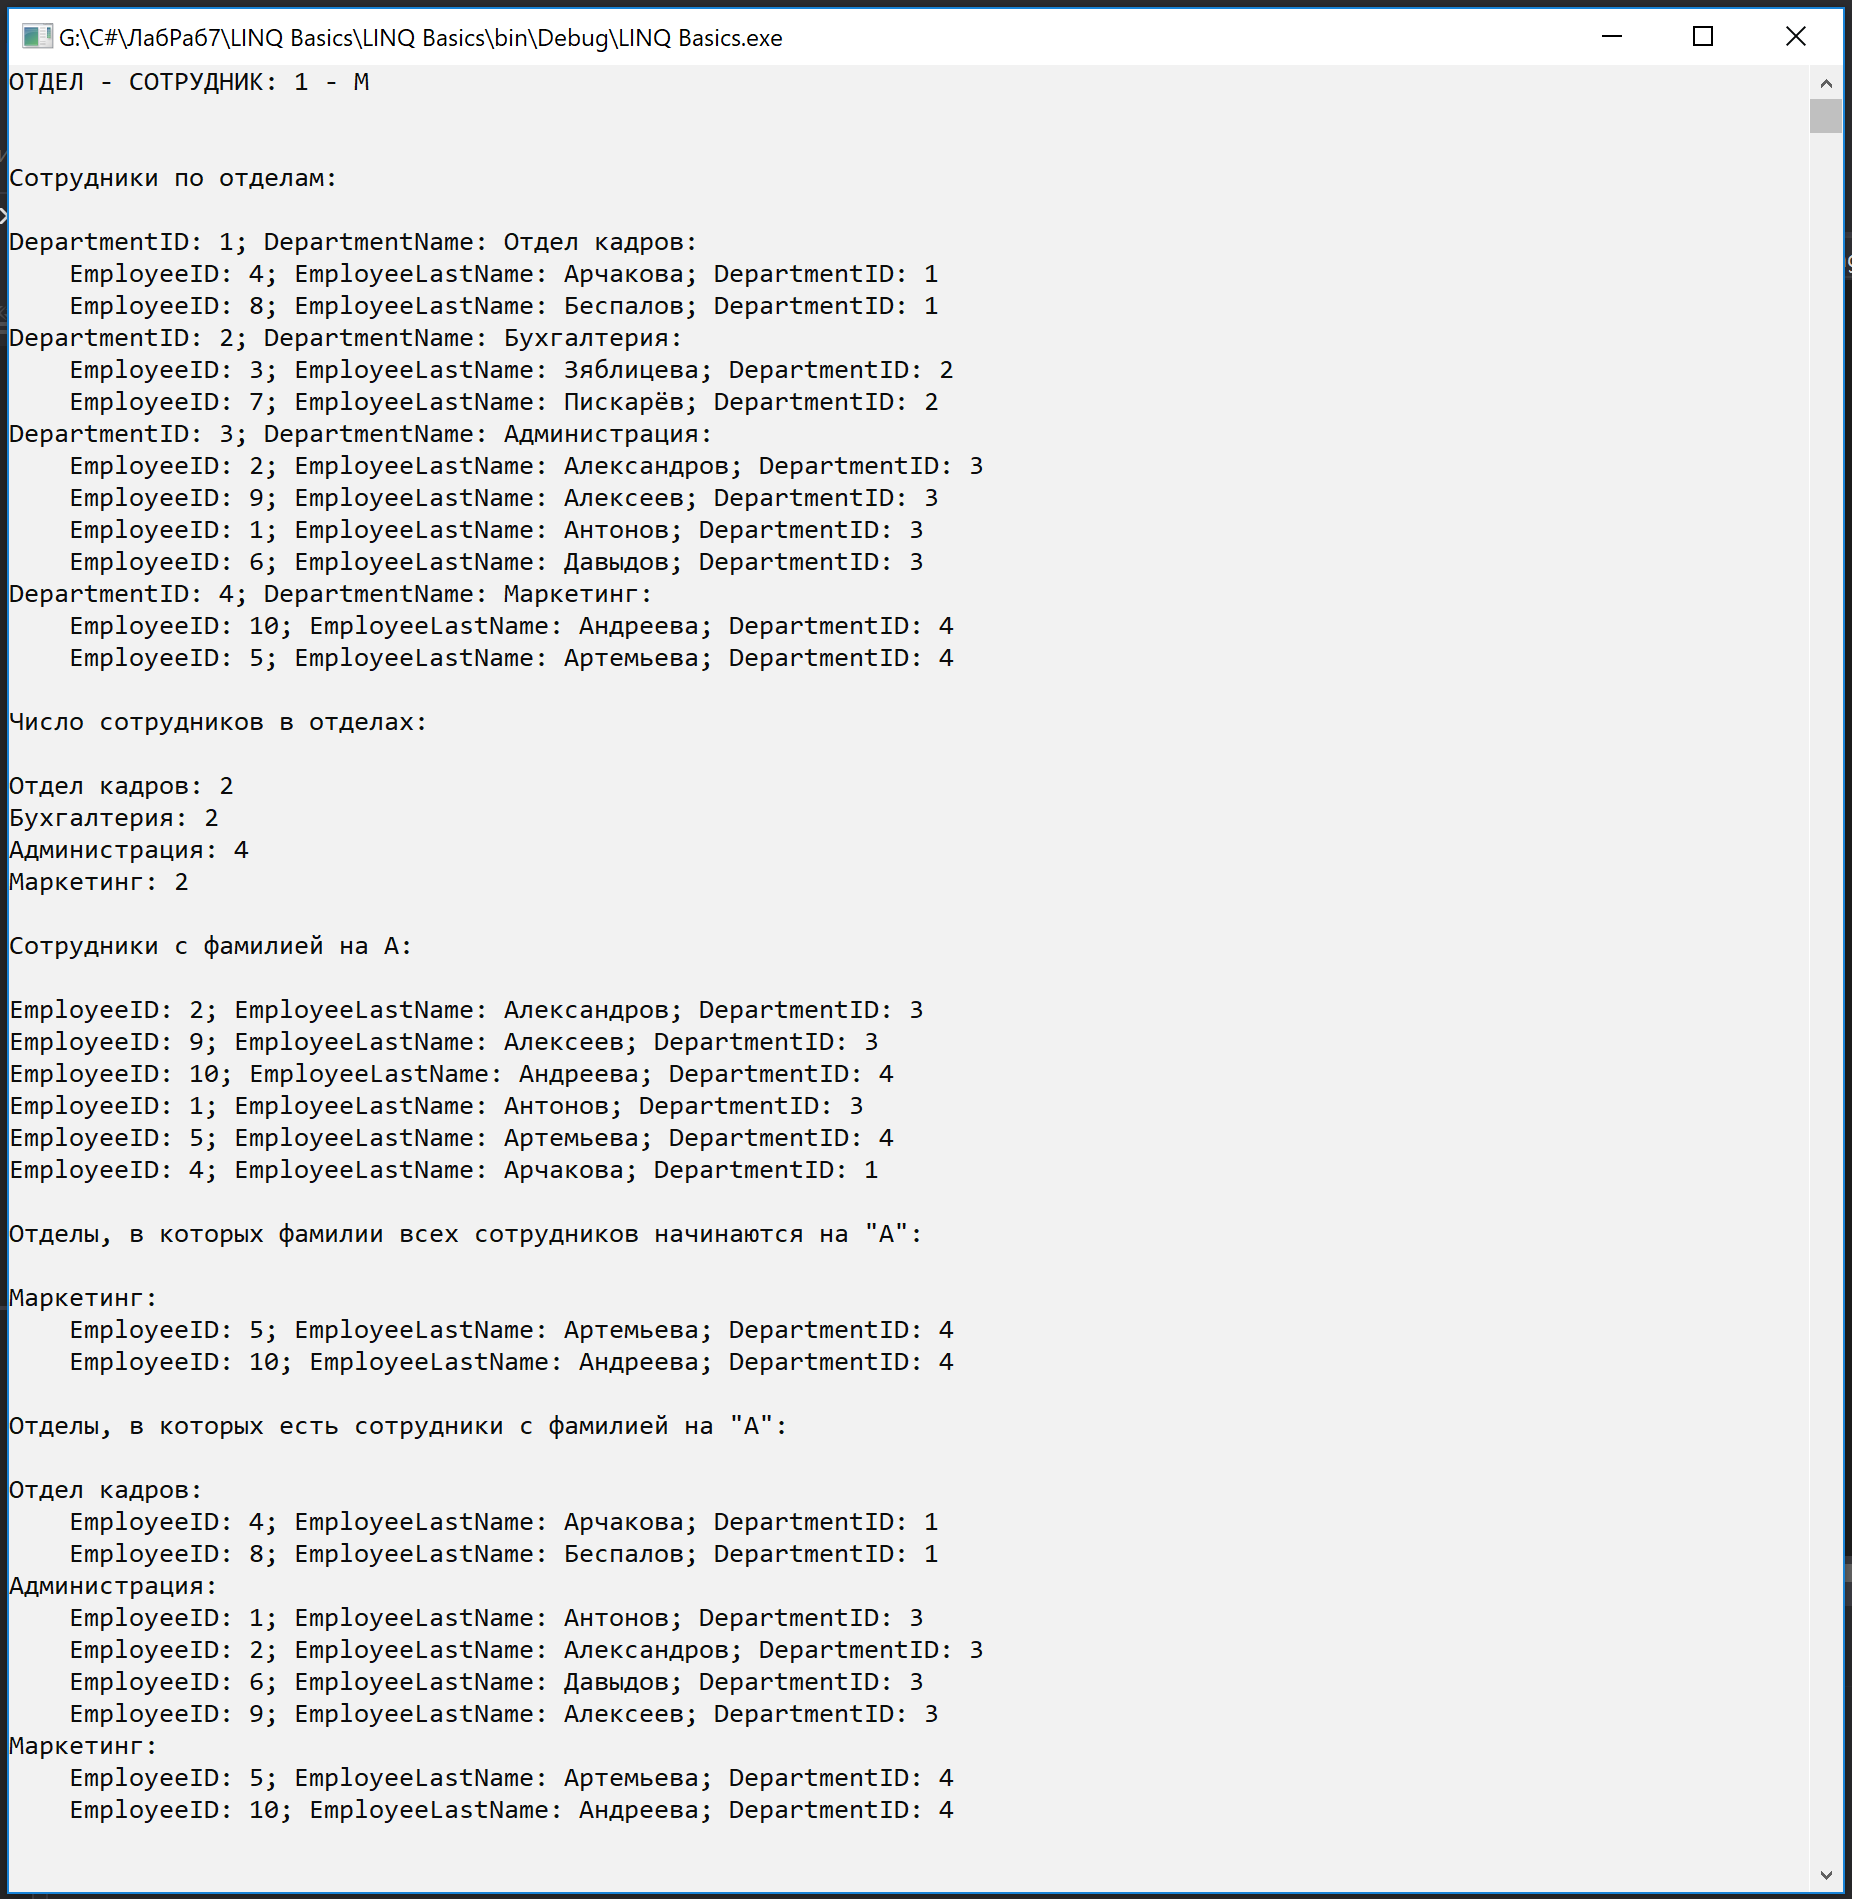 G:\C#\ЛабРаб7\LINQ Basics\LINQ Basics\bin\Debug\LINQ Basics.exe
ОТДЕЛ - СОТРУДНИК: 1 - М
Сотрудники по отделам:
DepartmentID: 1; DepartmentName: Отдел кадров:
EmployeeID: 4; EmployeeLastName: Арчакова; DepartmentID: 1
EmployeeID: 8; EmployeeLastName: Беспалов; DepartmentID: 1
DepartmentID: 2; DepartmentName: Бухгалтерия:
EmployeeID: 3; EmployeeLastName: Зяблицева; DepartmentID: 2
EmployeeID: 7; EmployeeLastName: Пискарёв; DepartmentID: 2
DepartmentID: 3; DepartmentName: Администрация:
EmployeeID: 2; EmployeeLastName: Александров; DepartmentID: 3
EmployeeID: 9; EmployeeLastName: Алексеев; DepartmentID: 3
EmployeeID: 1; EmployeeLastName: Антонов; DepartmentID: 3
EmployeeID: 6; EmployeeLastName: Давыдов; DepartmentID: 3
DepartmentID: 4; DepartmentName: Маркетинг:
EmployeeID: 10; EmployeeLastName: Андреева; DepartmentID: 4
EmployeeID: 5; EmployeeLastName: Артемьева; DepartmentID: 4
Число сотрудников в отделах:
Отдел кадров: 2
Бухгалтерия: 2
Администрация: 4
Маркетинг: 2
Сотрудники с фамилией на А:
EmployeeID: 2; EmployeeLastName: Александров; DepartmentID: 3
EmployeeID: 9; EmployeeLastName: Алексеев; DepartmentID: 3
EmployeeID: 10; EmployeeLastName: Андреева; DepartmentID: 4
EmployeeID: 1; EmployeeLastName: Антонов; DepartmentID: 3
EmployeeID: 5; EmployeeLastName: Артемьева; DepartmentID: 4
EmployeeID: 4; EmployeeLastName: Арчакова; DepartmentID: 1
Отделы, в которых фамилии всех сотрудников начинаются на "А":
Маркетинг:
EmployeeID: 5; EmployeeLastName: Артемьева; DepartmentID: 4
EmployeeID: 10; EmployeeLastName: Андреева; DepartmentID: 4
Отделы, в которых есть сотрудники с фамилией на "А":
Отдел кадров:
EmployeeID: 4; EmployeeLastName: Арчакова; DepartmentID: 1
EmployeeID: 8; EmployeeLastName: Беспалов; DepartmentID: 1
Администрация:
EmployeeID: 1; EmployeeLastName: Антонов; DepartmentID: 3
EmployeeID: 2; EmployeeLastName: Александров; DepartmentID: 3
EmployeeID: 6; EmployeeLastName: Давыдов; DepartmentID: 3
EmployeeID: 9; EmployeeLastName: Алексеев; DepartmentID: 3
Маркетинг:
EmployeeID: 5; EmployeeLastName: Артемьева; DepartmentID: 4
EmployeeID: 10; EmployeeLastName: Андреева; DepartmentID: 4